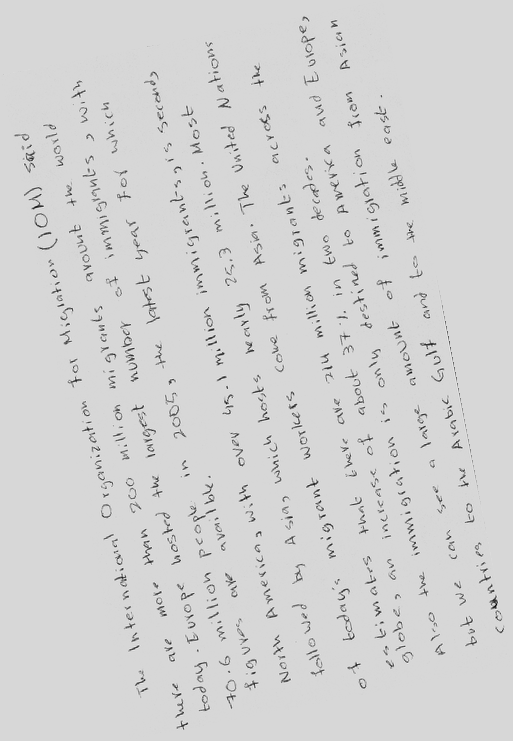 The International Organization for Migration (IOM) said
there are more than 200 million migrants arount the world
today. Europe hosted the largest number of immigrants, with
70.6 million people in 2005, the latest year for which
figures are available.
North America, with over 45.1 million immigrants, is second,
followed by Asia, which hosts nearly 25.3 million. Most
of today's migrant workers come from Asia. The United Nations
estimates that there are 214 million migrants across the
globe, an increase of about 37% in two decades.
Also the immigration is only destined to America and Europe,
but we can see a large amount of immigration from Asian
countries to the Arabic Gulf and to the middle east.